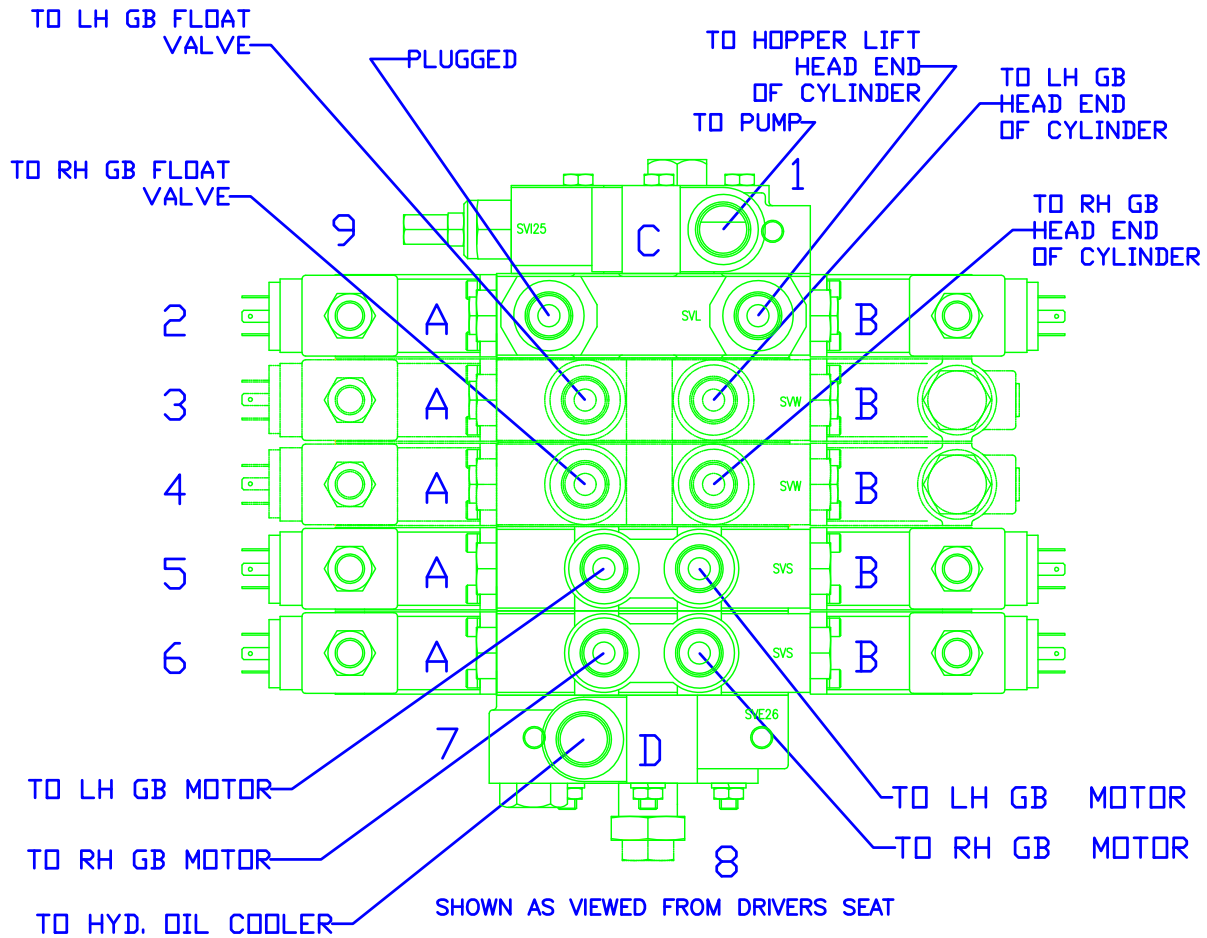 TO LH GB FLOAT
VALVE
PLUGGED
TO HOPPER LIFT
HEAD END
OF CYLINDER
TO LH GB
HEAD END
OF CYLINDER
TO PUMP
TO RH GB FLOAT
VALVE
1
TO RH GB
HEAD END
OF CYLINDER
9
SV125
C
2
A
SVL
B
3
A
SVW
B
4
A
SVW
B
5
A
SVS
B
6
A
SVS
B
7
D
SVE26
TO LH GB MOTOR
TO LH GB MOTOR
TO RH GB MOTOR
TO RH GB MOTOR
8
TO HYD. OIL COOLER
SHOWN AS VIEWED FROM DRIVERS SEAT